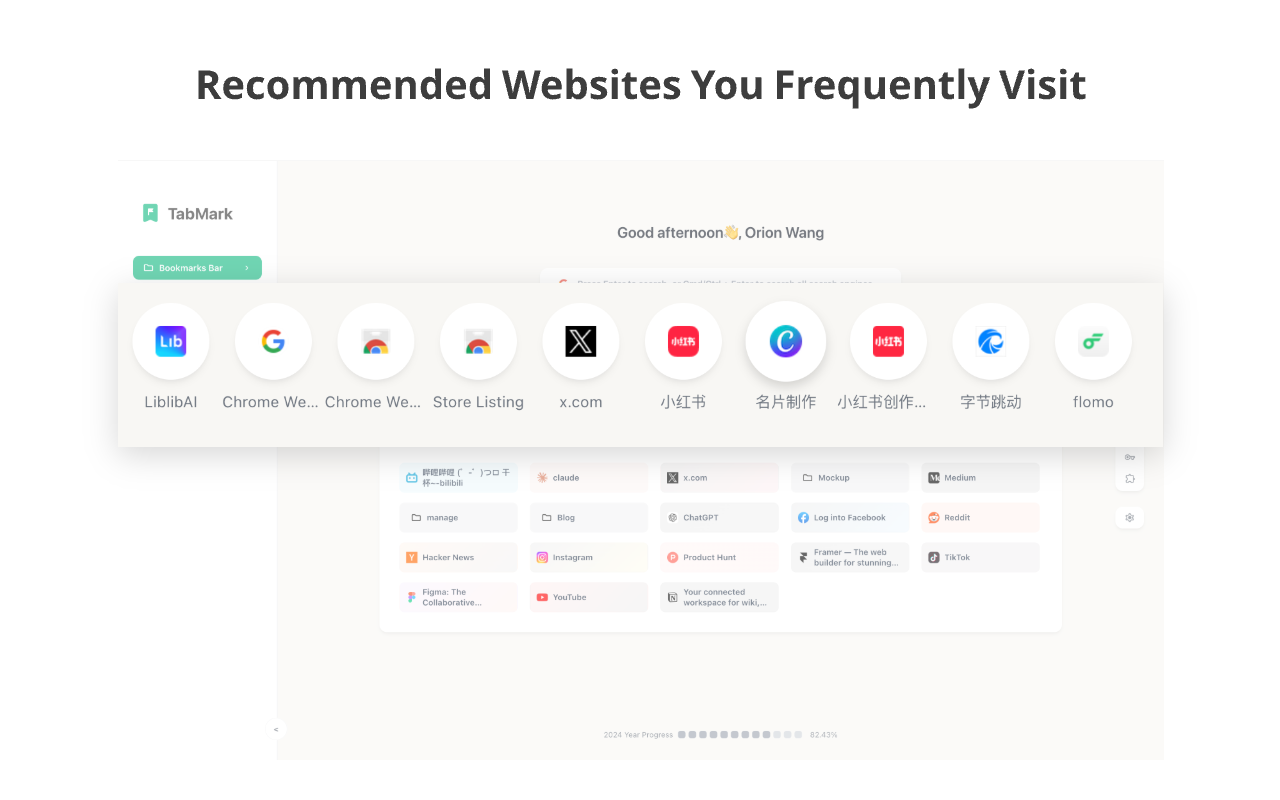 Recommended Websites You Frequently Visit
TabMark
Good afternoon👋, Orion Wang
Bookmarks Bar
Lib
小红书
小红书
LiblibAI
Chrome We...
Chrome We...
Store Listing
x.com
小红书
名片制作
小红书创作...
字节跳动
flomo
哔哩哔哩 (゜-゜)つロ 干
杯~-bilibili
claude
x.com
Mockup
Medium
manage
Blog
ChatGPT
Log into Facebook
Reddit
Hacker News
Instagram
Product Hunt
Framer — The web
builder for stunning...
TikTok
Figma: The
Collaborative...
YouTube
Your connected
workspace for wiki,...
2024 Year Progress
82.43%